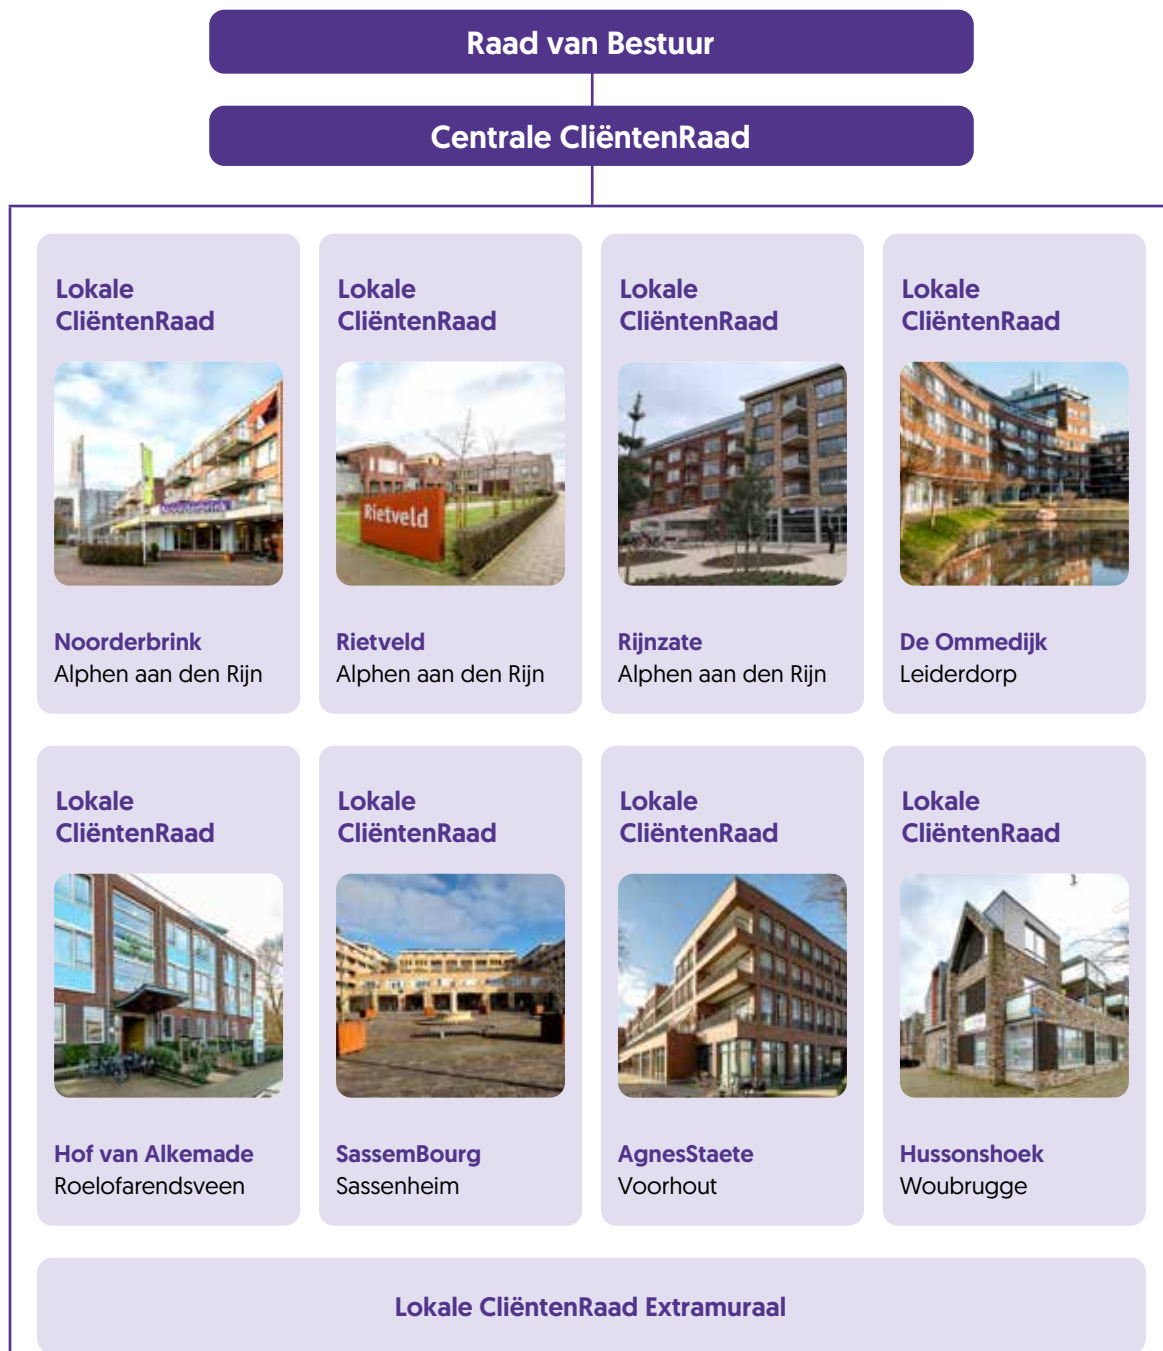 Raad van Bestuur
Centrale CliëntenRaad
Lokale
CliëntenRaad
Noorderbrink
Noorderbrink
Alphen aan den Rijn
Lokale
CliëntenRaad
Rietveld
Rietveld
Alphen aan den Rijn
Lokale
CliëntenRaad
Rijnzate
Alphen aan den Rijn
Lokale
CliëntenRaad
De Ommedijk
Leiderdorp
Lokale
CliëntenRaad
Hof van Alkemade
Roelofarendsveen
Lokale
CliëntenRaad
SassemBourg
Sassenheim
Lokale
CliëntenRaad
AgnesStaete
Voorhout
Lokale
CliëntenRaad
Hussonshoek
Woubrugge
Lokale CliëntenRaad Extramuraal